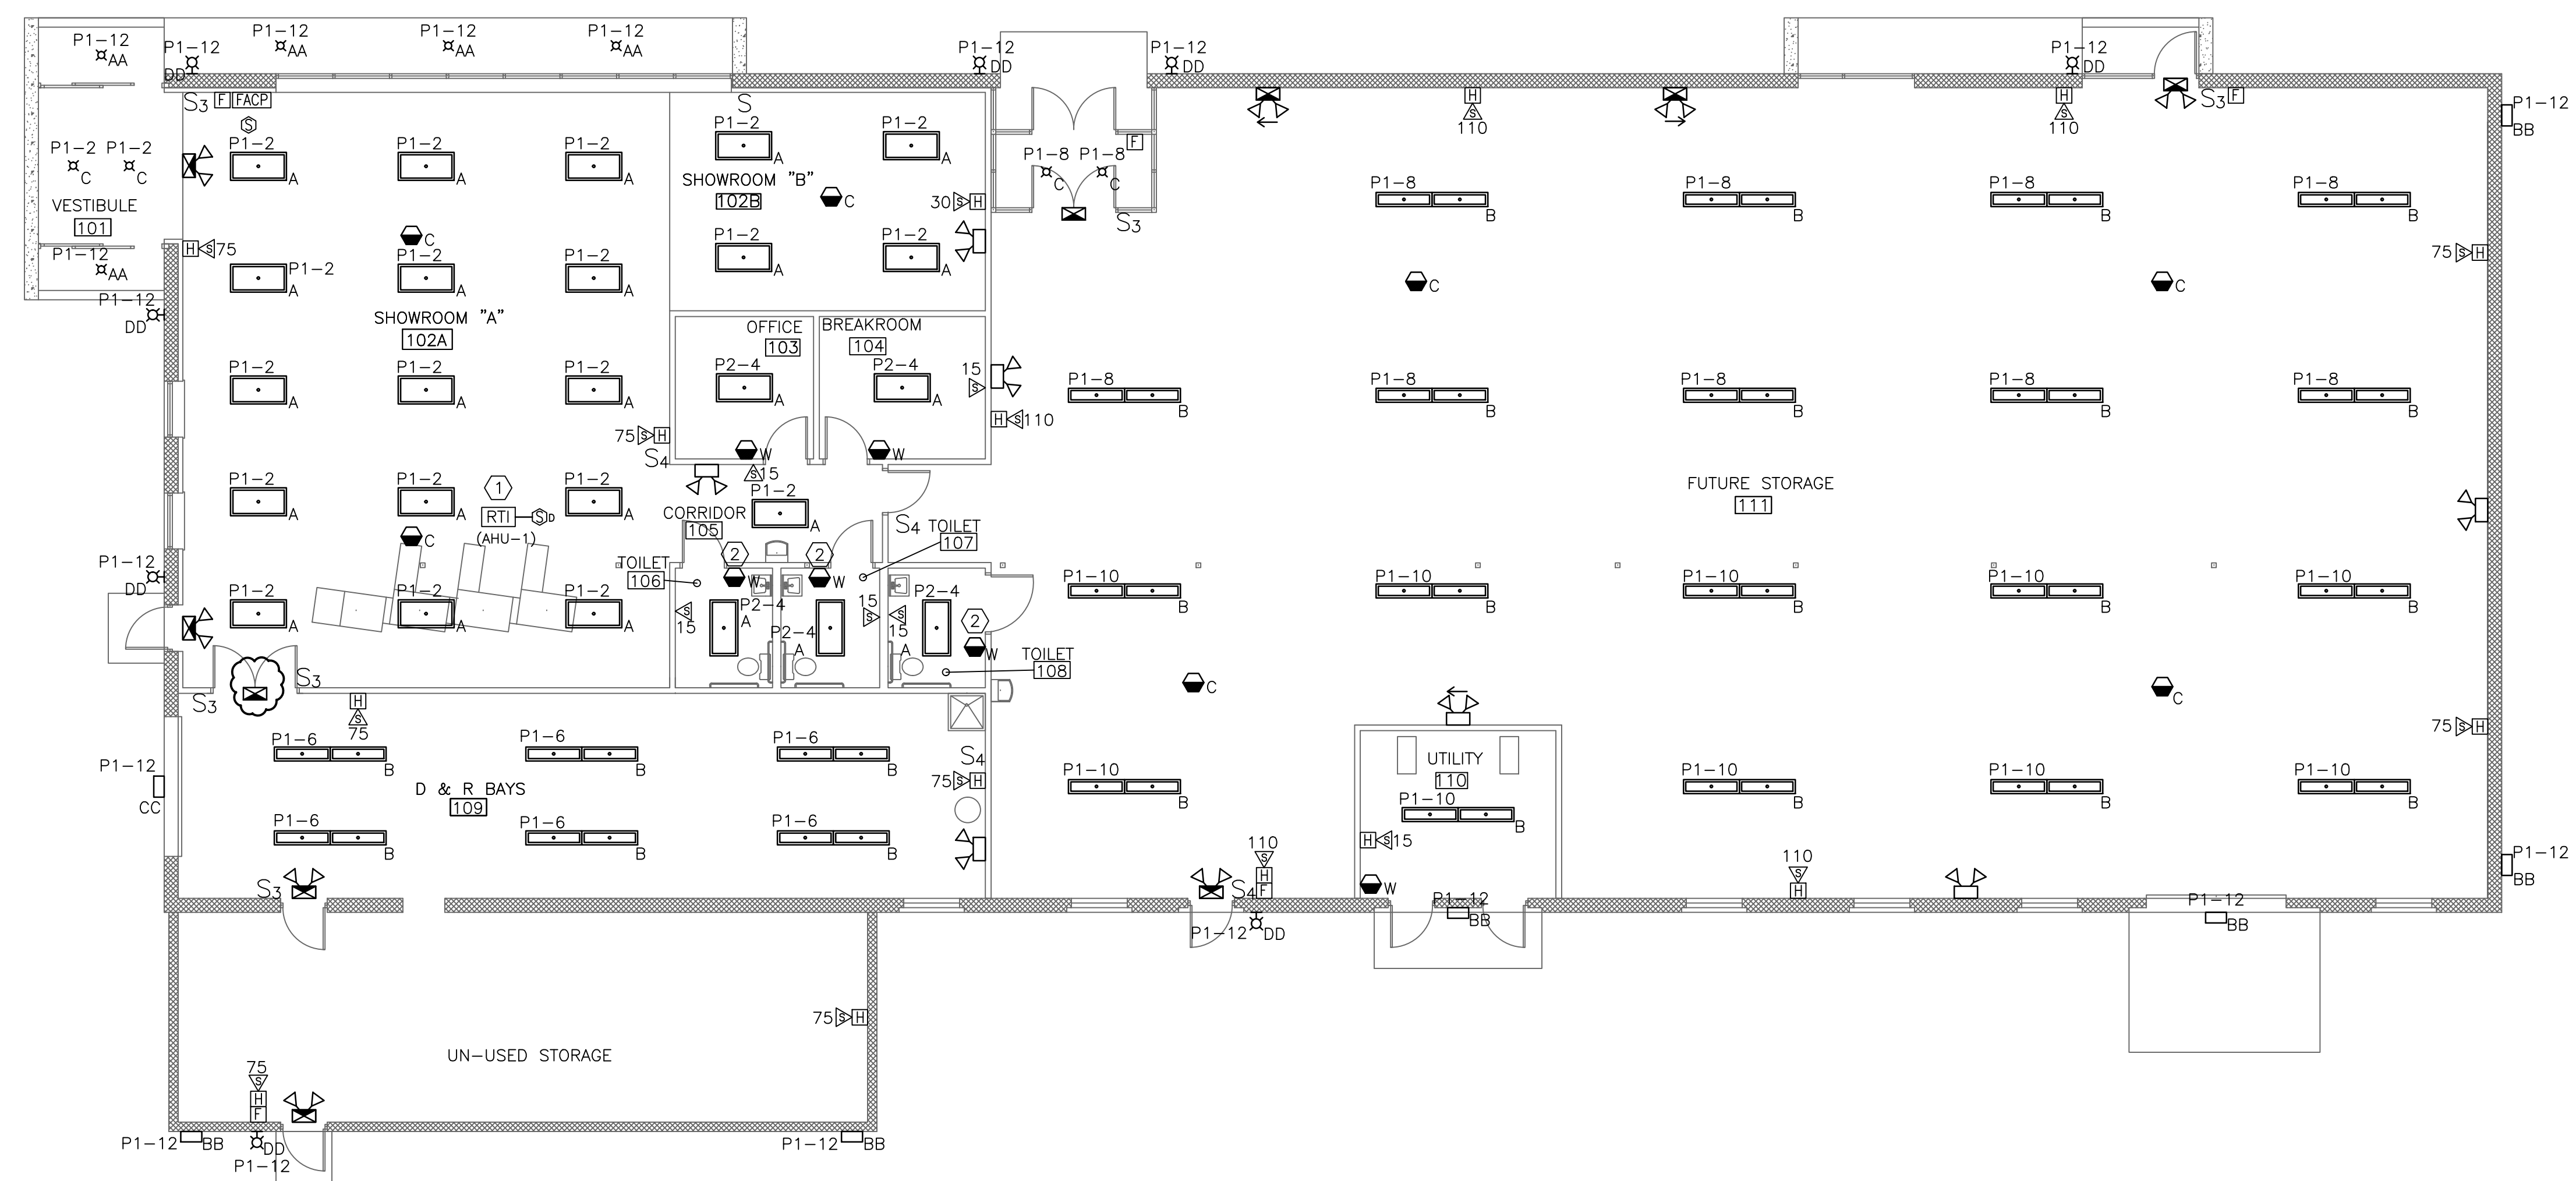 P1-12 AA
P1-12 DD
P1-12 AA
P1-12 AA
P1-12 AA
P1-12 DD
P1-12 DD
P1-12 DD
S3 F FACP
S
S
S3 F
P1-12 BB
H S 110
H S 110
F
P1-2 C
P1-2 C
VESTIBULE
101
P1-12 AA
H S 75
P1-12 DD
P1-2 A
P1-2 A
P1-2 A
P1-2 A
P1-2 A
SHOWROOM "B"
102B
C
30 S H
P1-2 A
P1-2 A
P1-8 C
P1-8 C
S3
P1-8 B
P1-8 B
P1-8 B
P1-8 B
C
P1-2 A
P1-2 A
P1-2 A
75 S H
C
C
SHOWROOM "A"
102A
OFFICE
103
BREAKROOM
104
P1-2 A
P1-2 A
P1-2 A
P2-4 A
P2-4 A
15
S
P1-8 B
P1-8 B
P1-8 B
P1-8 B
P1-8 B
75 S H
S4
H S 110
W
W
S 15
P1-2 A
P1-2 A
P1-2 A
1
RTI S D
(AHU-1)
C
P1-2 A
CORRIDOR
105
S4
TOILET
107
FUTURE STORAGE
111
P1-12 DD
TOILET
106
2
W
2
W
P1-2 A
P1-2 A
P1-2 A
S
15
P2-4 A
P2-4 A
15
S
S
15
P2-4 A
2
W
TOILET
108
P1-10 B
P1-10 B
P1-10 B
P1-10 B
P1-10 B
S3
S3
H S 75
C
C
75 S H
P1-6 B
P1-6 B
P1-6 B
S4
75 S H
P1-12 CC
D & R BAYS
109
UTILITY
110
P1-10 B
P1-10 B
P1-10 B
P1-10 B
P1-10 B
P1-6 B
P1-6 B
P1-6 B
H S 15
W
S3
S4
110 S H F
110 S H
P1-12 BB
P1-12 DD
P1-12 BB
P1-12 BB
75 S H
UN-USED STORAGE
75 S H F
P1-12 BB
DD
P1-12
P1-12 BB